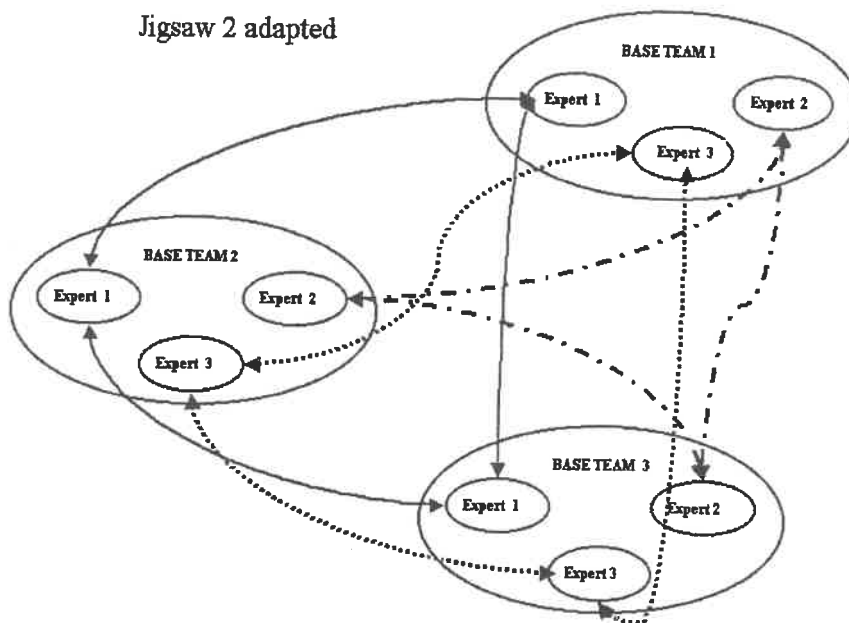 Jigsaw 2 adapted
BASE TEAM 1
Expert 1
Expert 2
Expert 3
BASE TEAM 2
Expert 1
Expert 2
Expert 3
BASE TEAM 3
Expert 1
Expert 2
Expert 3